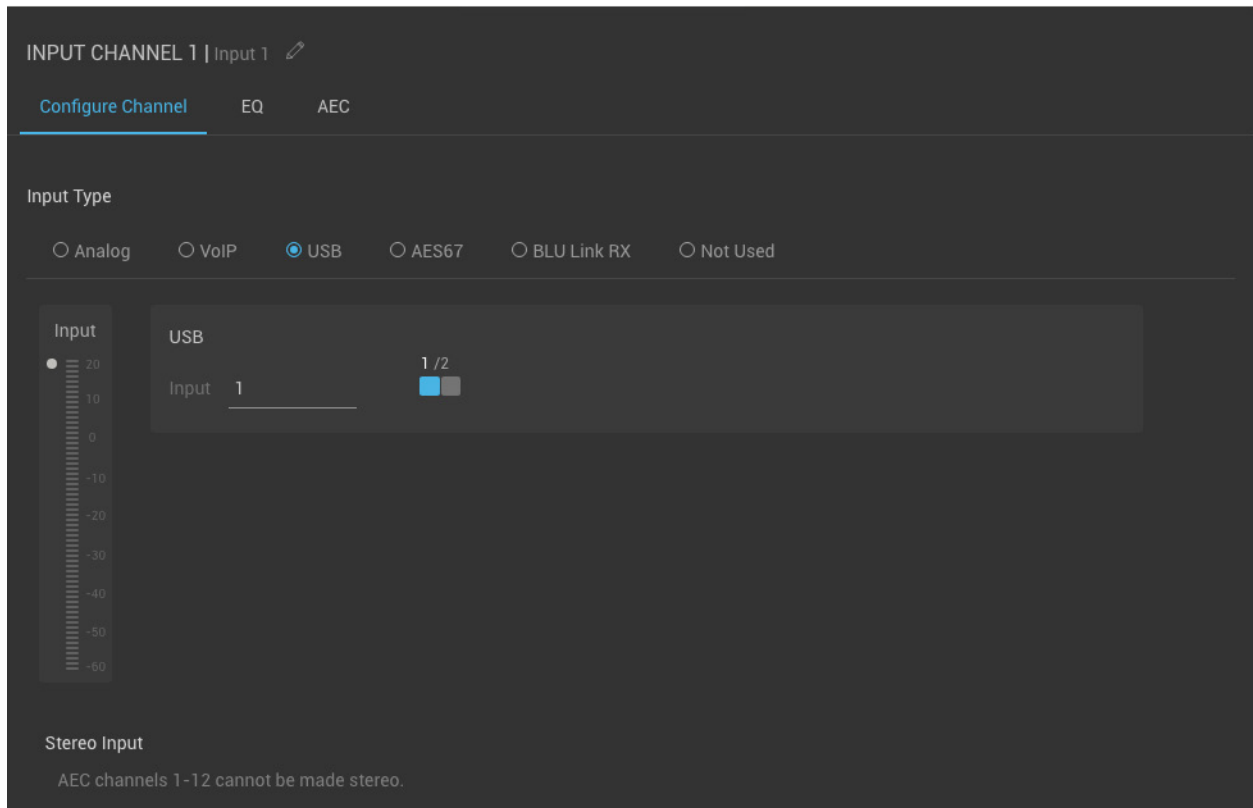 INPUT CHANNEL 1 | Input 1
Configure Channel EQ AEC
Input Type
Analog VoIP USB AES67 BLU Link RX Not Used
Input
20
10
0
-10
-20
-30
-40
-50
-60
USB
1 /2
Input 1
Stereo Input
AEC channels 1-12 cannot be made stereo.